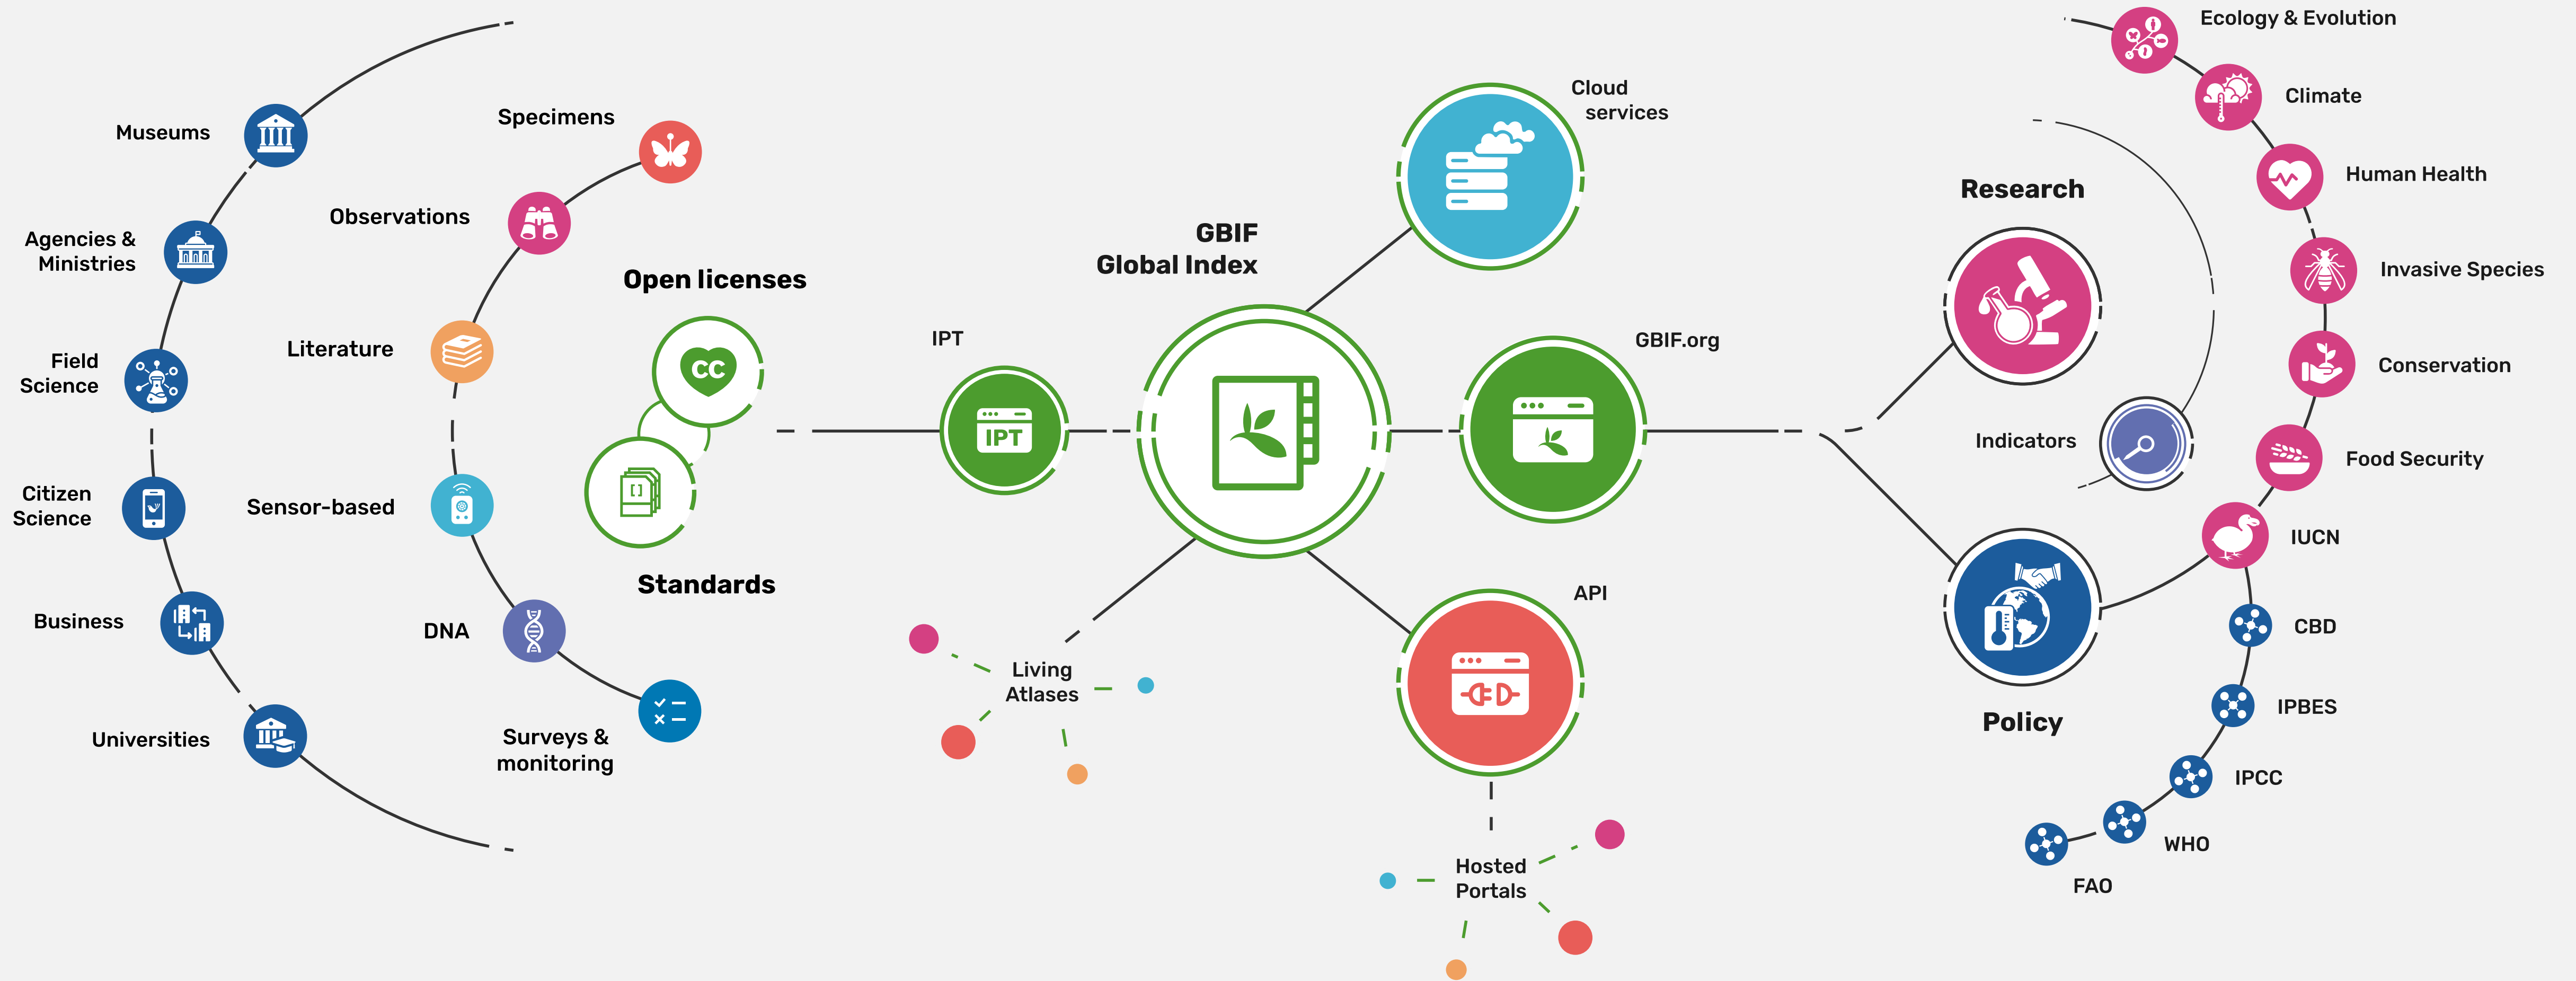 Museums
Agencies &
Ministries
Field
Science
Citizen
Science
Business
Universities
Specimens
Observations
Literature
Sensor-based
DNA
Surveys &
monitoring
Open licenses
CC
[ ]
Standards
IPT
IPT
GBIF
Global Index
Cloud
services
GBIF.org
API
Living
Atlases
Hosted
Portals
Research
Indicators
Policy
Ecology & Evolution
Climate
Human Health
Invasive Species
Conservation
Food Security
IUCN
CBD
IPBES
IPCC
WHO
FAO